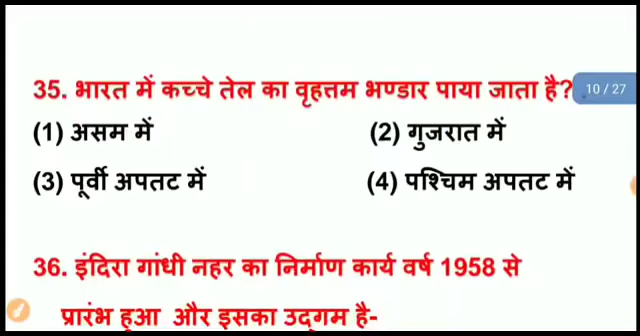 35. भारत में कच्चे तेल का वृहत्तम भण्डार पाया जाता है?
10 / 27
(1) असम में (2) गुजरात में
(3) पूर्वी अपतट में (4) पश्चिम अपतट में
36. इंदिरा गांधी नहर का निर्माण कार्य वर्ष 1958 से
प्रारंभ हुआ और इसका उद्गम है-